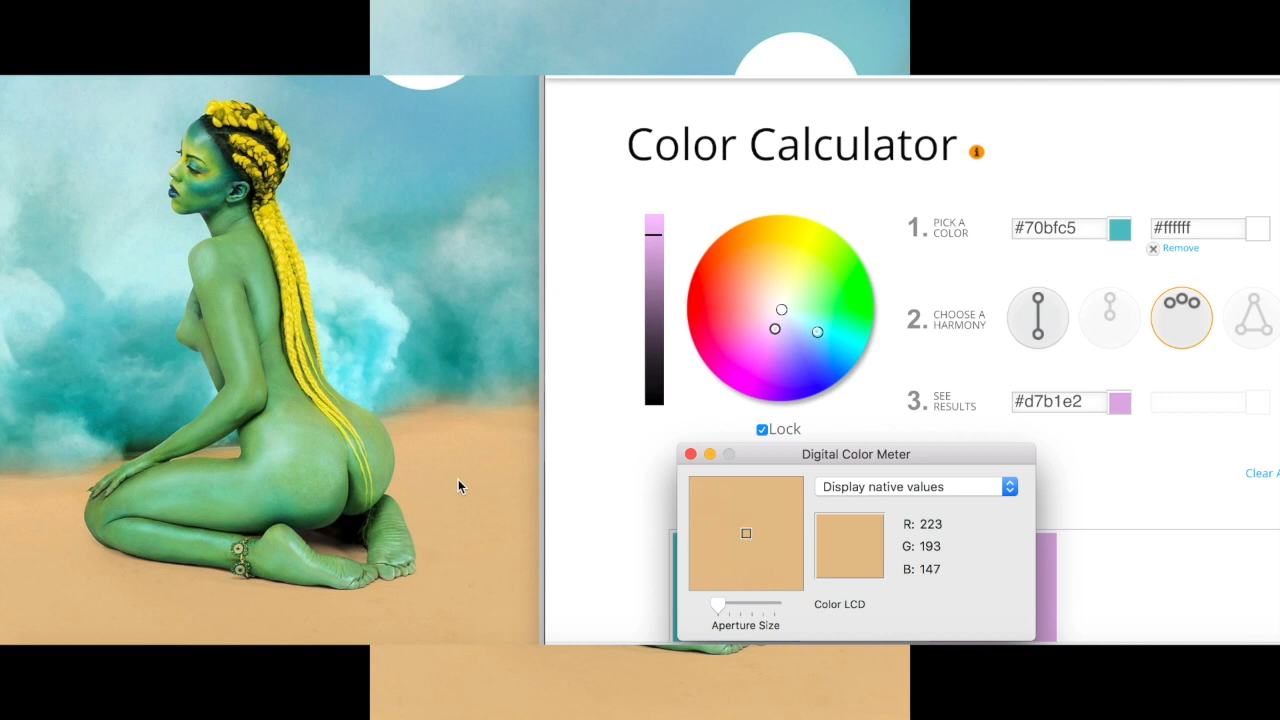 Color Calculator
1. PICK A
COLOR
#70bfc5
#ffffff
Remove
2. CHOOSE A
HARMONY
3. SEE
RESULTS
#d7b1e2
Lock
Clear A
Digital Color Meter
Display native values
R: 223
G: 193
B: 147
Color LCD
Aperture Size